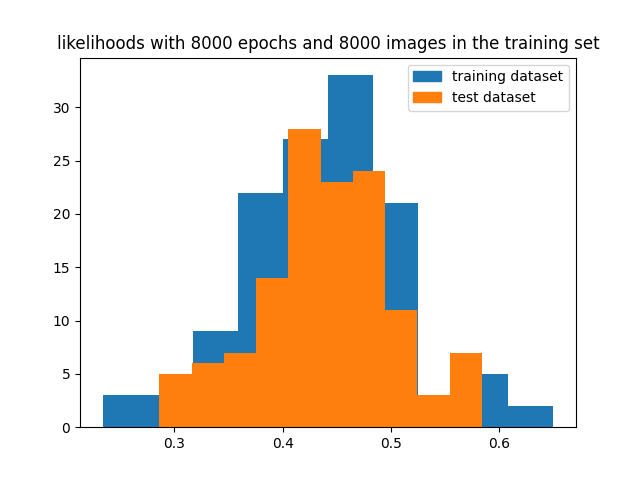 likelihoods with 8000 epochs and 8000 images in the training set
training dataset
test dataset
30
25
20
15
10
5
0
0.3 0.4 0.5 0.6